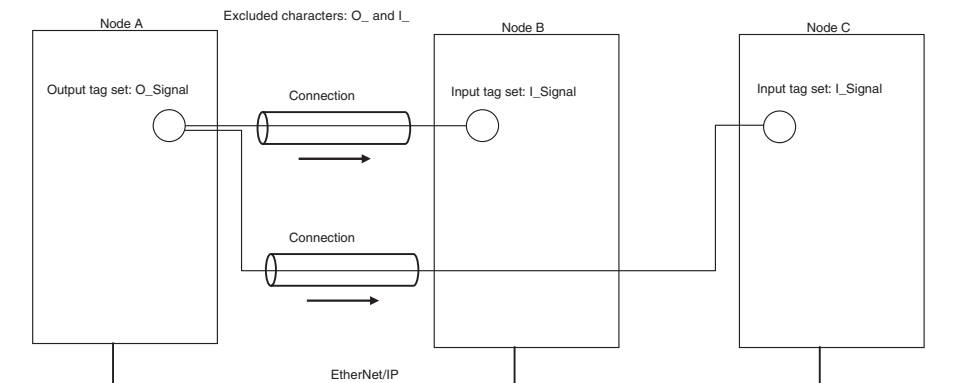 Excluded characters: O_ and I_
Node A
Node B
Node C
Output tag set: O_Signal
Connection
Input tag set: I_Signal
Input tag set: I_Signal
Connection
EtherNet/IP